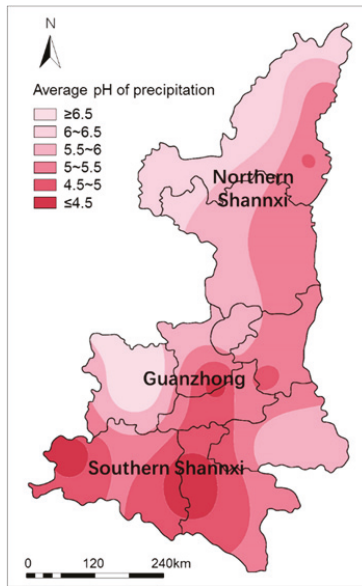 N
Average pH of precipitation
≥6.5
6~6.5
5.5~6
5~5.5
4.5~5
≤4.5
Northern
Shannxi
Guanzhong
Southern Shannxi
0 120 240km